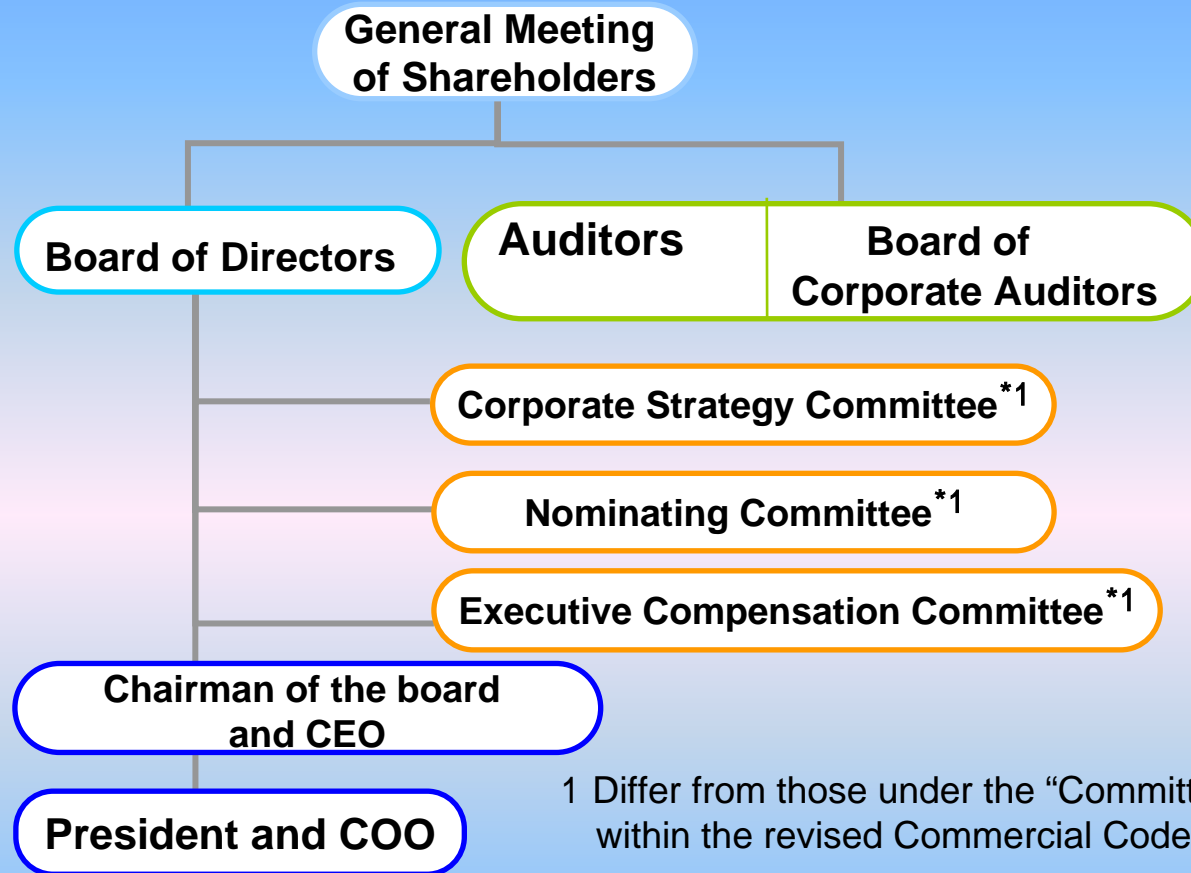 General Meeting
of Shareholders
Board of Directors
Auditors
Board of
Corporate Auditors
Corporate Strategy Committee*1
Nominating Committee*1
Executive Compensation Committee*1
Chairman of the board
and CEO
President and COO
1 Differ from those under the “Committ
within the revised Commercial Code